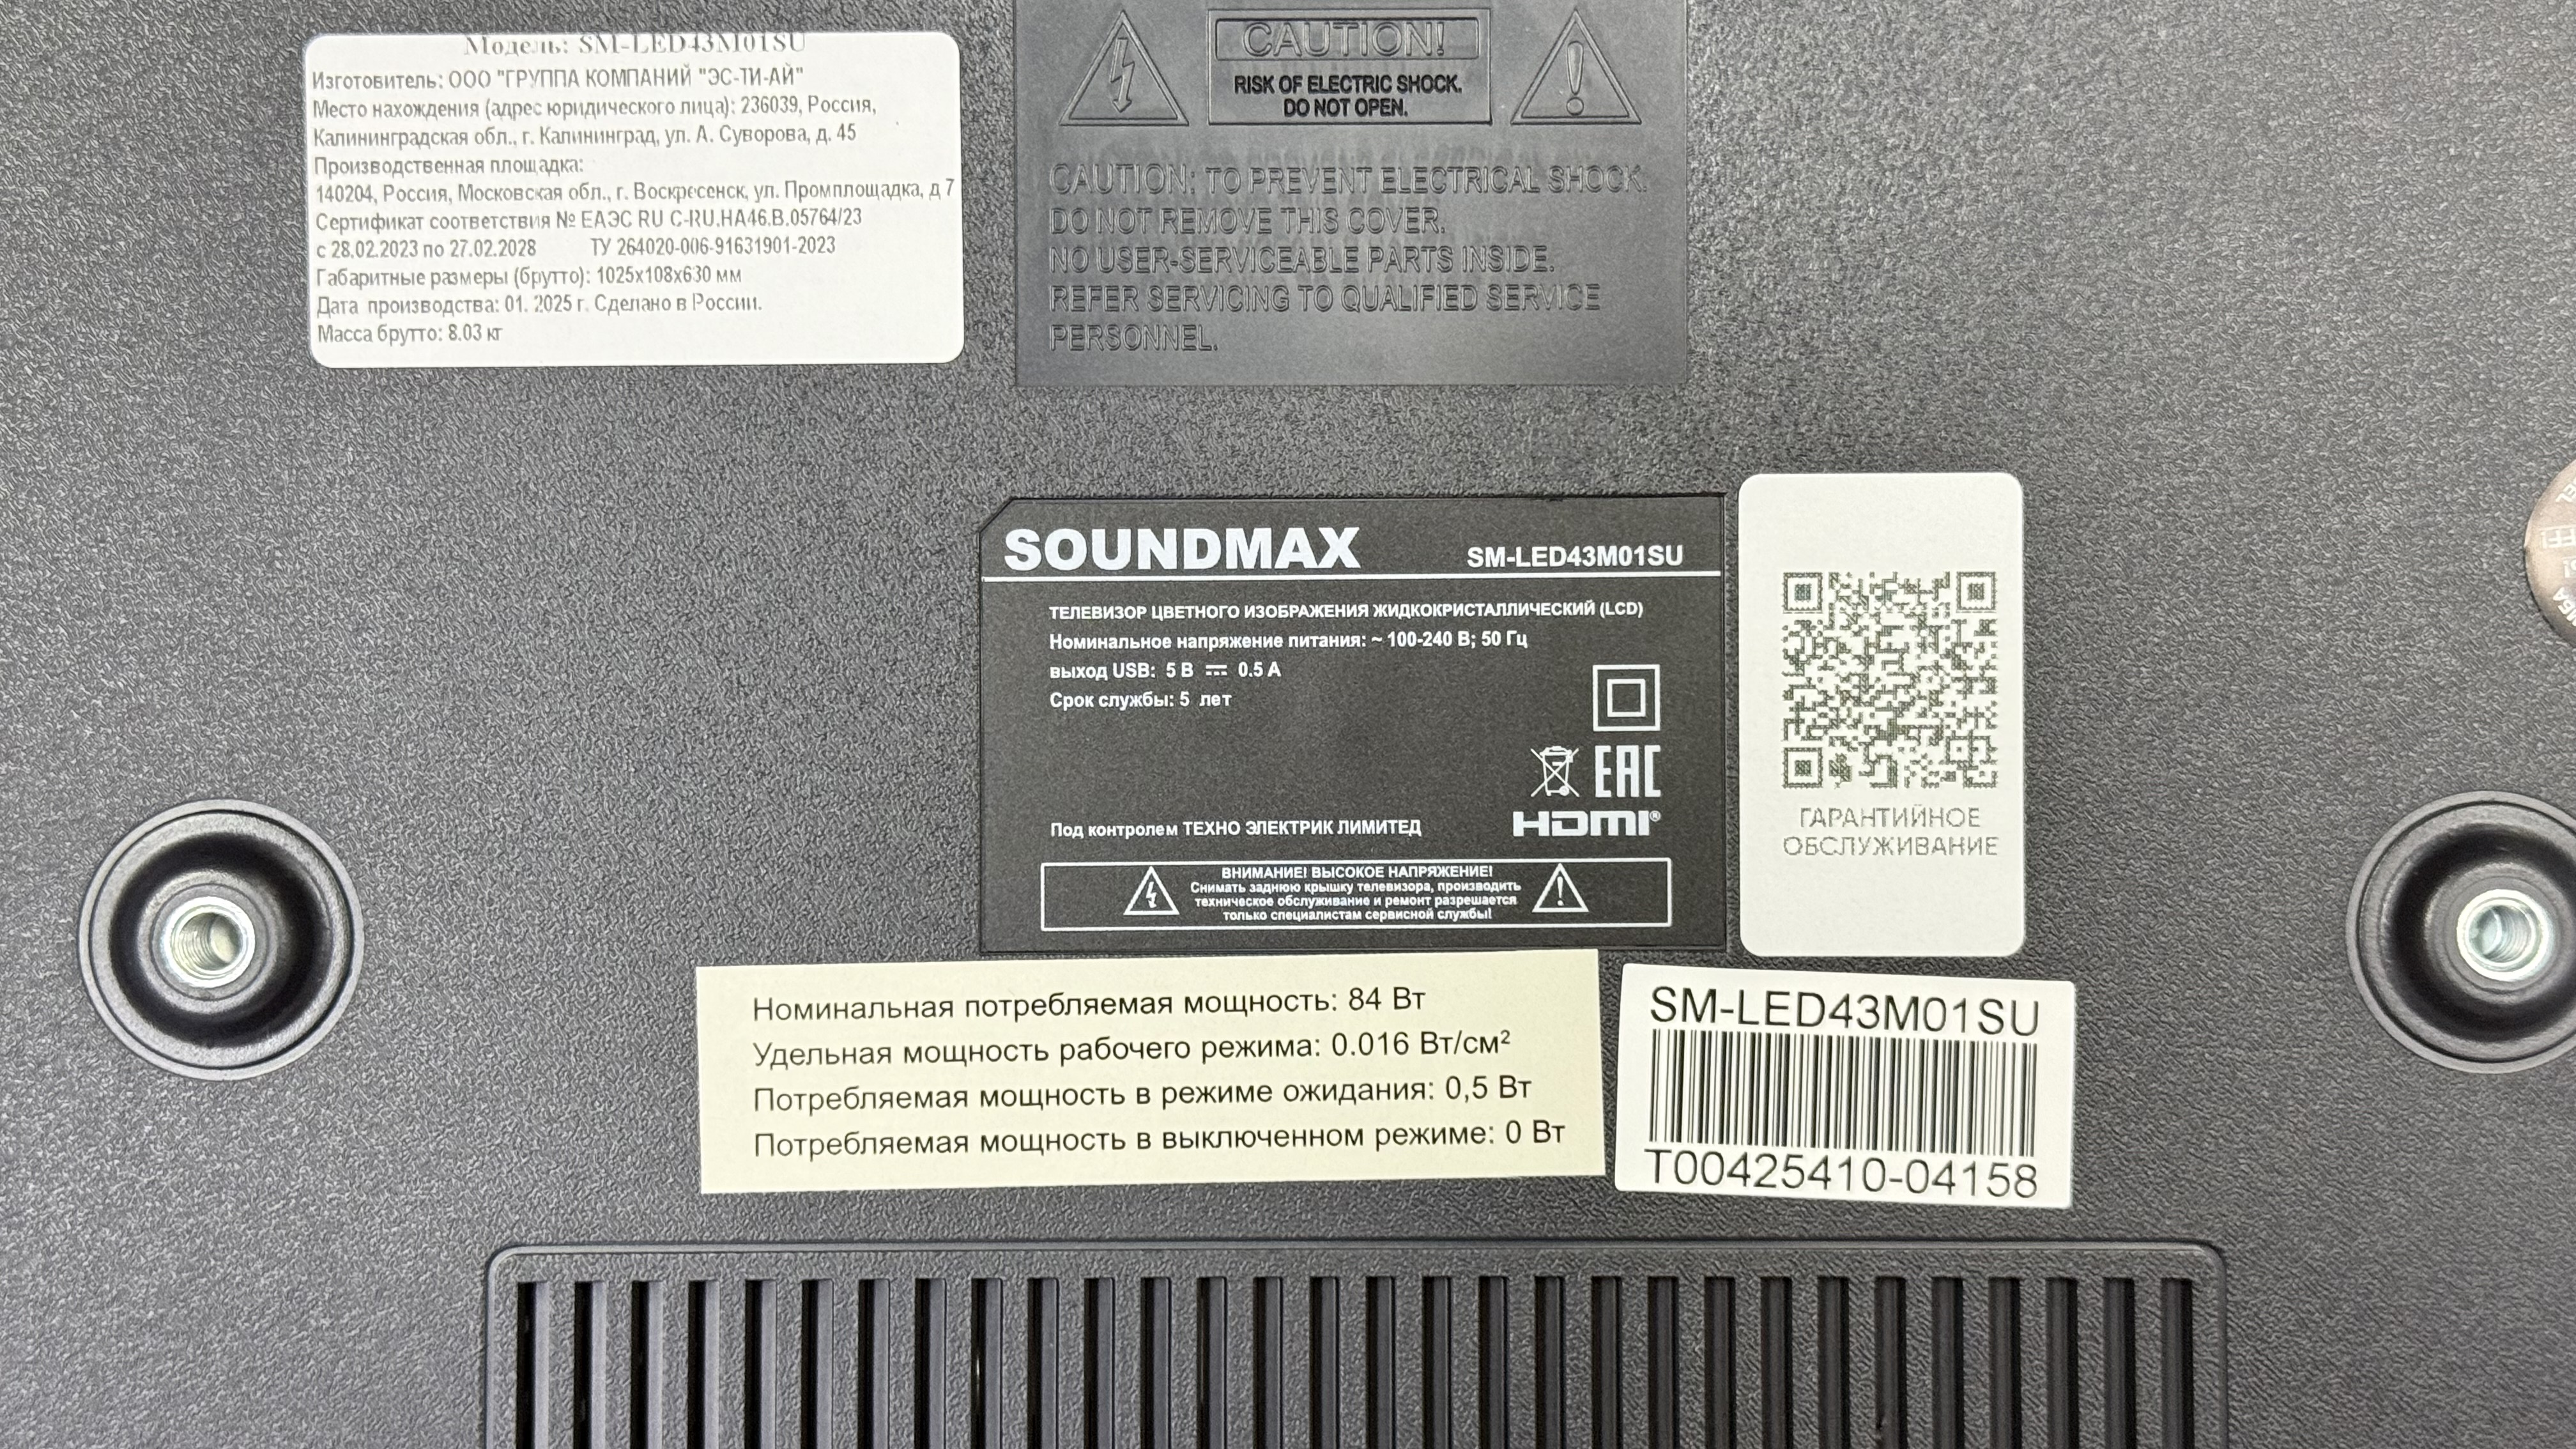 Модель: SM-LED43M01SU
Изготовитель: ООО "ГРУППА КОМПАНИЙ "ЭС-ТИ-АЙ"
Место нахождения (адрес юридического лица): 236039, Россия,
Калининградская обл., г. Калининград, ул. А. Суворова, д. 45
Производственная площадка:
140204, Россия, Московская обл., г. Воскресенск, ул. Промплощадка, д 7
Сертификат соответствия № ЕАЭС RU С-RU.НА46.В.05764/23
с 28.02.2023 по 27.02.2028 ТУ 264020-006-91631901-2023
Габаритные размеры (брутто): 1025x108x630 мм
Дата производства: 01. 2025 г. Сделано в России.
Масса брутто: 8.03 кг
CAUTION!
RISK OF ELECTRIC SHOCK.
DO NOT OPEN.
CAUTION: TO PREVENT ELECTRICAL SHOCK.
DO NOT REMOVE THIS COVER.
NO USER-SERVICEABLE PARTS INSIDE.
REFER SERVICING TO QUALIFIED SERVICE
PERSONNEL.
SOUNDMAX SM-LED43M01SU
ТЕЛЕВИЗОР ЦВЕТНОГО ИЗОБРАЖЕНИЯ ЖИДКОКРИСТАЛЛИЧЕСКИЙ (LCD)
Номинальное напряжение питания: ~ 100-240 В; 50 Гц
выход USB: 5 В ⎓ 0.5 А
Срок службы: 5 лет
EAC
Под контролем ТЕХНО ЭЛЕКТРИК ЛИМИТЕД
HDMI®
ВНИМАНИЕ! ВЫСОКОЕ НАПРЯЖЕНИЕ!
Снимать заднюю крышку телевизора, производить
техническое обслуживание и ремонт разрешается
только специалистам сервисной службы!
ГАРАНТИЙНОЕ
ОБСЛУЖИВАНИЕ
Номинальная потребляемая мощность: 84 Вт
Удельная мощность рабочего режима: 0.016 Вт/см²
Потребляемая мощность в режиме ожидания: 0,5 Вт
Потребляемая мощность в выключенном режиме: 0 Вт
SM-LED43M01SU
T00425410-04158